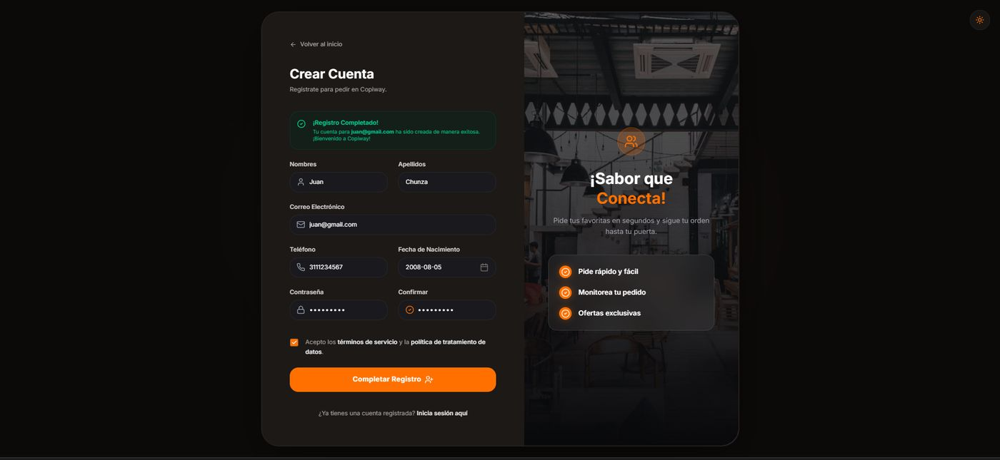 Volver al inicio
Crear Cuenta
Regístrate para pedir en Copiway.
¡Registro Completado!
Tu cuenta para juan@gmail.com ha sido creada de manera exitosa.
¡Bienvenido a Copiway!
Nombres
Apellidos
Juan
Chunza
Correo Electrónico
juan@gmail.com
Teléfono
Fecha de Nacimiento
3111234567
2008-08-05
Contraseña
Confirmar
•••••••••
•••••••••
Acepto los términos de servicio y la política de tratamiento de
datos.
Completar Registro
¿Ya tienes una cuenta registrada? Inicia sesión aquí
¡Sabor que
Conecta!
Pide tus favoritas en segundos y sigue tu orden
hasta tu puerta.
Pide rápido y fácil
Monitorea tu pedido
Ofertas exclusivas